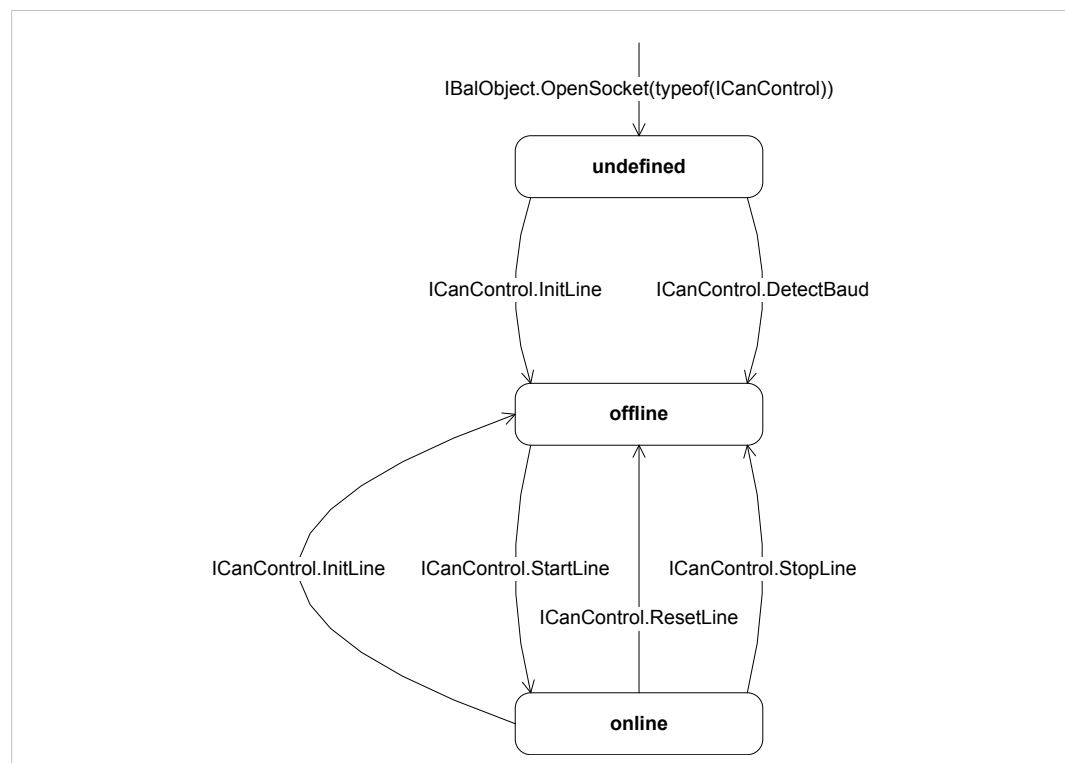 IBalObject.OpenSocket(typeof(ICanControl))
undefined
ICanControl.InitLine
ICanControl.DetectBaud
offline
ICanControl.InitLine
ICanControl.StartLine
ICanControl.StopLine
ICanControl.ResetLine
online